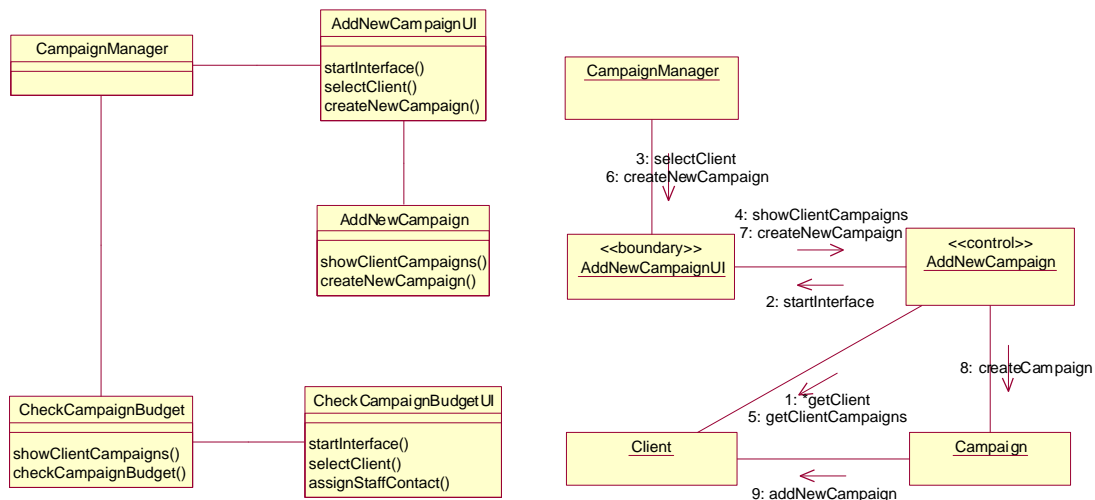 CampaignManager
AddNewCampaignUI
startInterface()
selectClient()
createNewCampaign()
AddNewCampaign
showClientCampaigns()
createNewCampaign()
CheckCampaignBudget
showClientCampaigns()
checkCampaignBudget()
CheckCampaignBudgetUI
startInterface()
selectClient()
assignStaffContact()
CampaignManager
3: selectClient
6: createNewCampaign
<<boundary>>
AddNewCampaignUI
4: showClientCampaigns
7: createNewCampaign
2: startInterface
<<control>>
AddNewCampaign
8: createCampaign
1: *getClient
5: getClientCampaigns
Client
Campaign
9: addNewCampaign